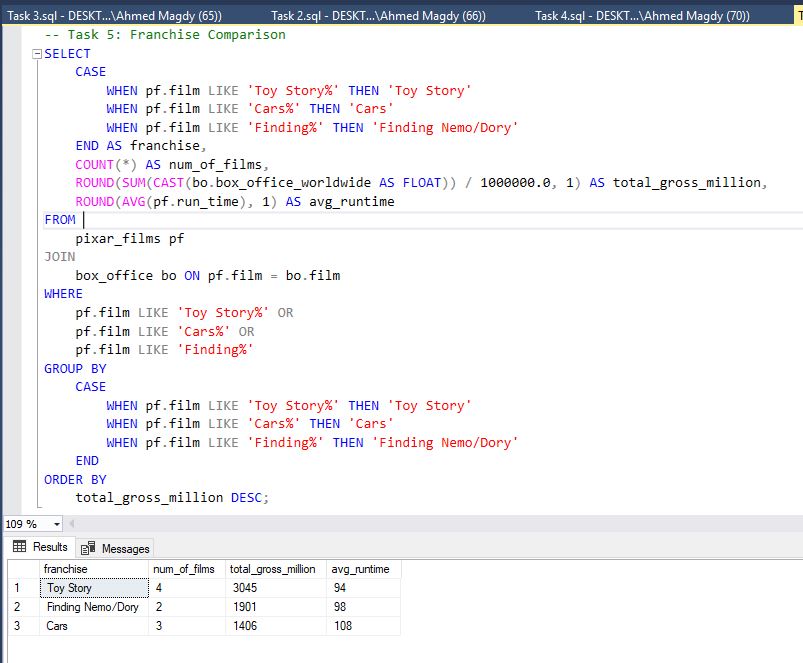 Task 3.sql - DESKT...\Ahmed Magdy (65)) Task 2.sql - DESKT...\Ahmed Magdy (66)) Task 4.sql - DESKT...\Ahmed Magdy (70)) T
-- Task 5: Franchise Comparison
SELECT
CASE
WHEN pf.film LIKE 'Toy Story%' THEN 'Toy Story'
WHEN pf.film LIKE 'Cars%' THEN 'Cars'
WHEN pf.film LIKE 'Finding%' THEN 'Finding Nemo/Dory'
END AS franchise,
COUNT(*) AS num_of_films,
ROUND(SUM(CAST(bo.box_office_worldwide AS FLOAT)) / 1000000.0, 1) AS total_gross_million,
ROUND(AVG(pf.run_time), 1) AS avg_runtime
FROM
pixar_films pf
JOIN
box_office bo ON pf.film = bo.film
WHERE
pf.film LIKE 'Toy Story%' OR
pf.film LIKE 'Cars%' OR
pf.film LIKE 'Finding%'
GROUP BY
CASE
WHEN pf.film LIKE 'Toy Story%' THEN 'Toy Story'
WHEN pf.film LIKE 'Cars%' THEN 'Cars'
WHEN pf.film LIKE 'Finding%' THEN 'Finding Nemo/Dory'
END
ORDER BY
total_gross_million DESC;
109 %
Results Messages
franchise num_of_films total_gross_million avg_runtime
1 Toy Story 4 3045 94
2 Finding Nemo/Dory 2 1901 98
3 Cars 3 1406 108